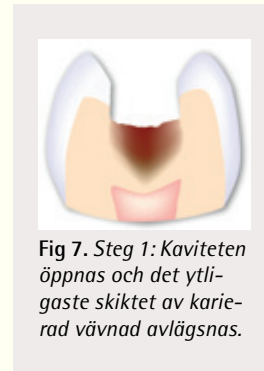 Fig 7. Steg 1: Kaviteten
öppnas och det ytli-
gaste skiktet av karie-
rad vävnad avlägsnas.